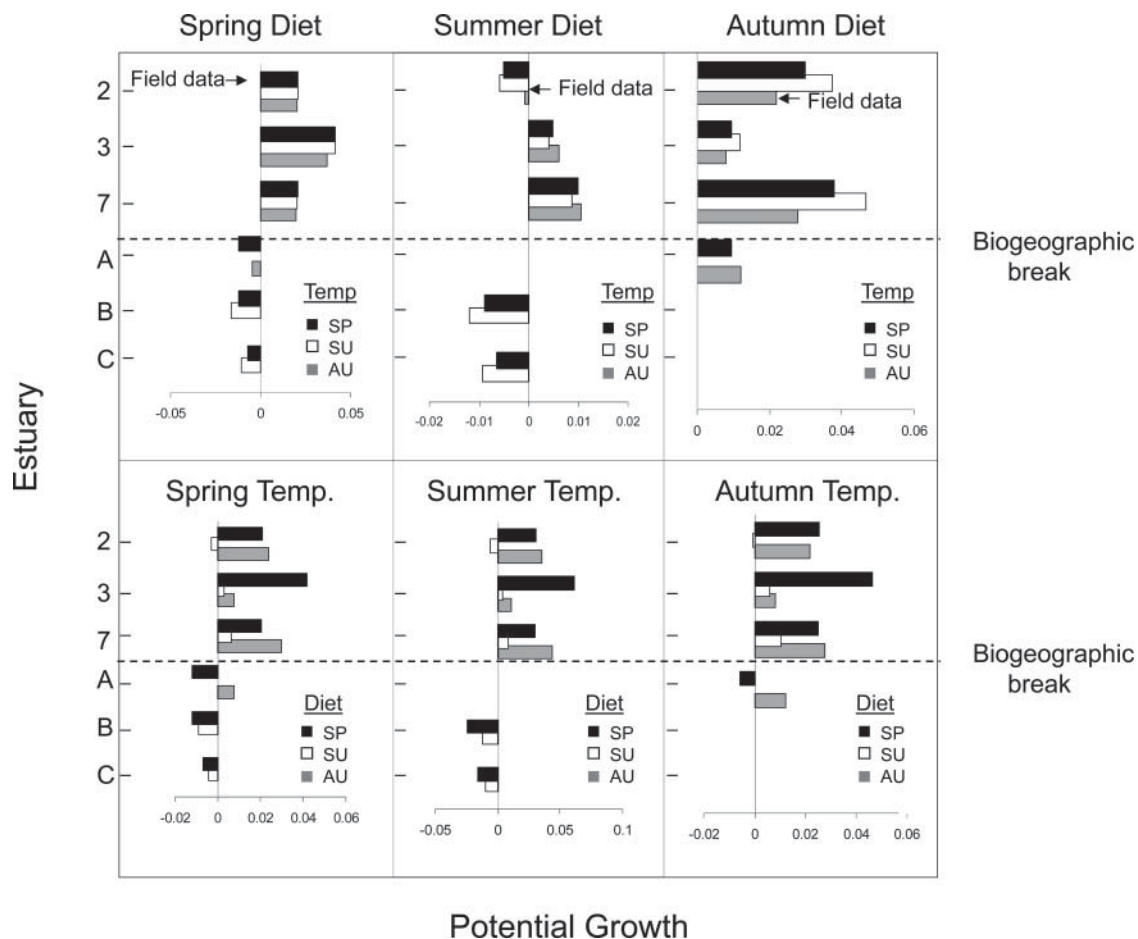 Spring Diet
Summer Diet
Autumn Diet
Field data
Field data
Field data
2
3
7
A
B
C
Biogeographic
break
Temp
SP
SU
AU
Temp
SP
SU
AU
Temp
SP
SU
AU
-0.05 0 0.05
-0.02 -0.01 0 0.01 0.02
0 0.02 0.04 0.06
Estuary
Spring Temp.
Summer Temp.
Autumn Temp.
2
3
7
A
B
C
Biogeographic
break
Diet
SP
SU
AU
Diet
SP
SU
AU
Diet
SP
SU
AU
-0.02 0 0.02 0.04 0.06
-0.05 0 0.05 0.1
-0.02 0 0.02 0.04 0.06
Potential Growth